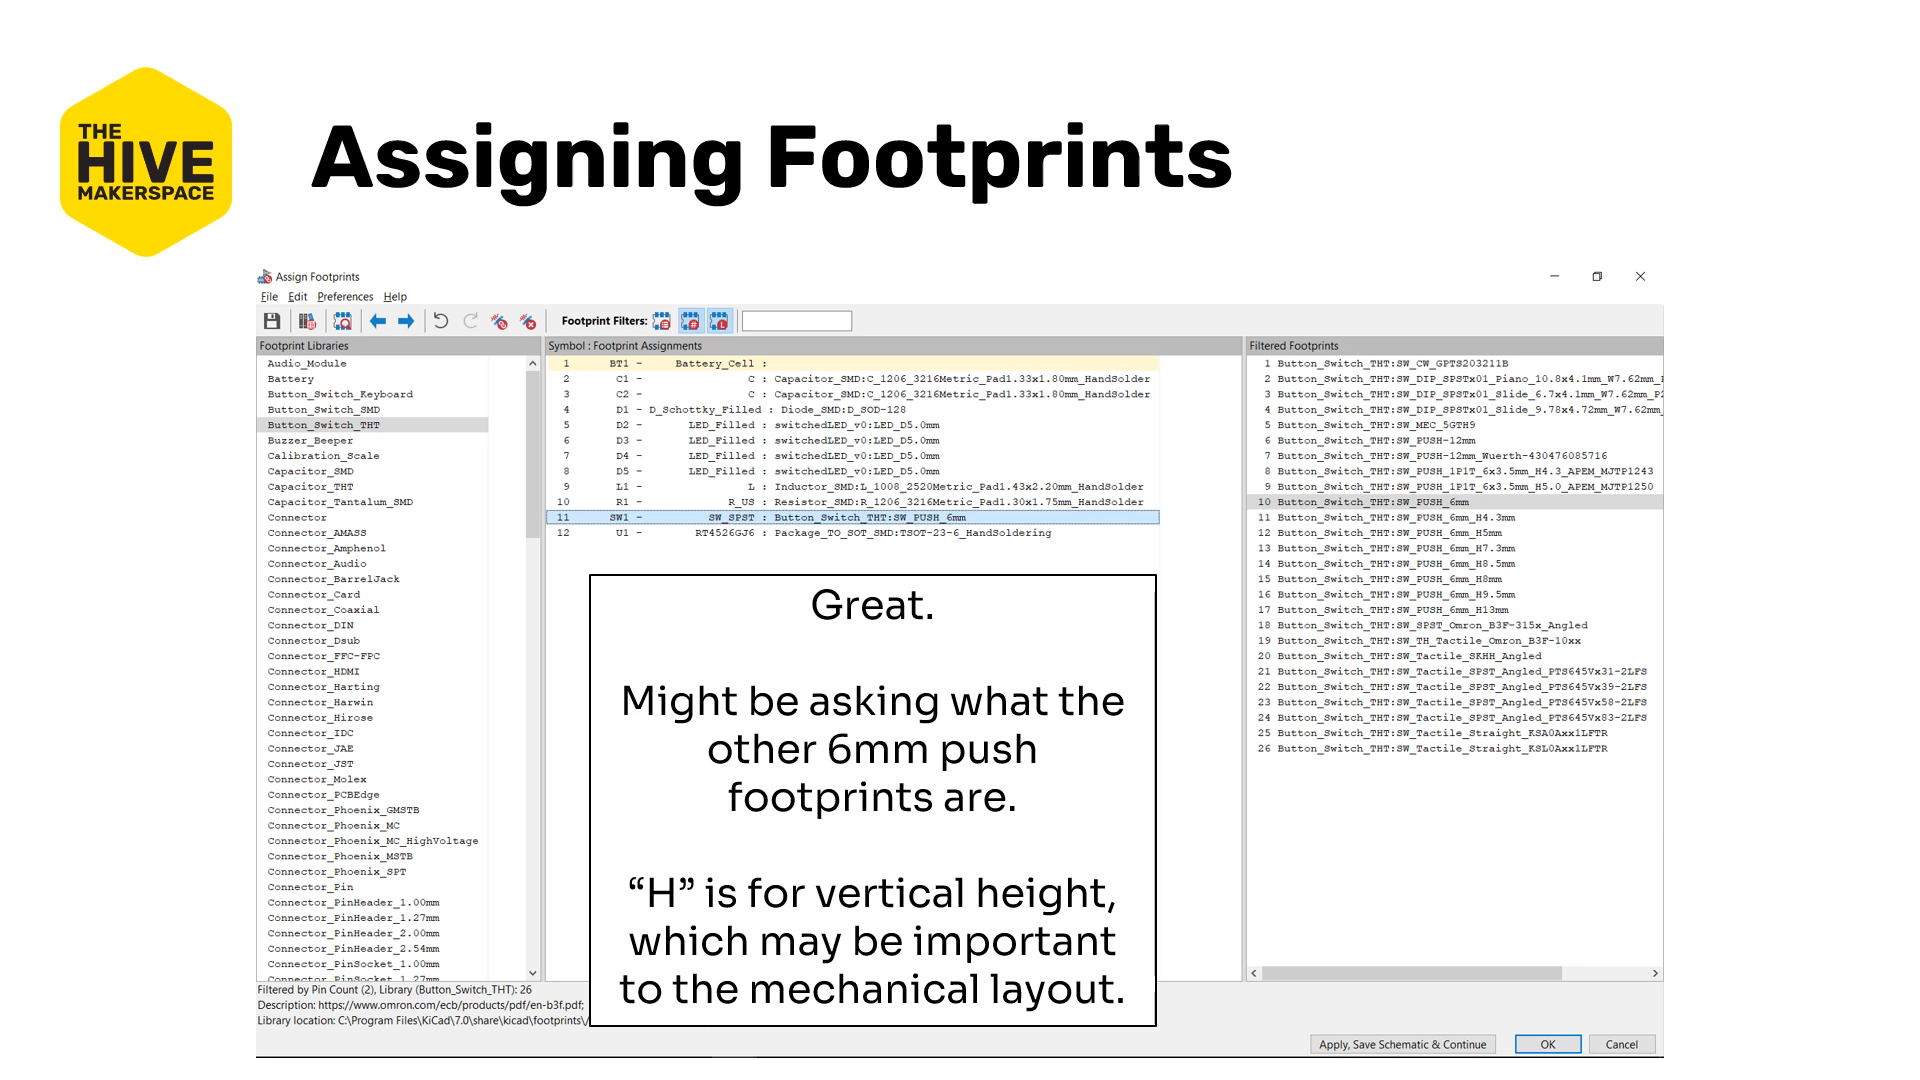 THE
HIVE
MAKERSPACE
Assigning Footprints
Assign Footprints
File Edit Preferences Help
Footprint Filters:
Footprint Libraries
Audio_Module
Battery
Button_Switch_Keyboard
Button_Switch_SMD
Button_Switch_THT
Buzzer_Beeper
Calibration_Scale
Capacitor_SMD
Capacitor_THT
Capacitor_Tantalum_SMD
Connector
Connector_AMASS
Connector_Amphenol
Connector_Audio
Connector_BarrelJack
Connector_Card
Connector_Coaxial
Connector_DIN
Connector_Dsub
Connector_FFC-FPC
Connector_HDMI
Connector_Harting
Connector_Harwin
Connector_Hirose
Connector_IDC
Connector_JAE
Connector_JST
Connector_Molex
Connector_PCBEdge
Connector_Phoenix_GMSTB
Connector_Phoenix_MC
Connector_Phoenix_MC_HighVoltage
Connector_Phoenix_MSTB
Connector_Phoenix_SPT
Connector_Pin
Connector_PinHeader_1.00mm
Connector_PinHeader_1.27mm
Connector_PinHeader_2.00mm
Connector_PinHeader_2.54mm
Connector_PinSocket_1.00mm
Connector_PinSocket_1.27mm
Symbol : Footprint Assignments
1 BT1 - Battery_Cell :
2 C1 - C : Capacitor_SMD:C_1206_3216Metric_Pad1.33x1.80mm_HandSolder
3 C2 - C : Capacitor_SMD:C_1206_3216Metric_Pad1.33x1.80mm_HandSolder
4 D1 - D_Schottky_Filled : Diode_SMD:D_SOD-128
5 D2 - LED_Filled : switchedLED_v0:LED_D5.0mm
6 D3 - LED_Filled : switchedLED_v0:LED_D5.0mm
7 D4 - LED_Filled : switchedLED_v0:LED_D5.0mm
8 D5 - LED_Filled : switchedLED_v0:LED_D5.0mm
9 L1 - L : Inductor_SMD:L_1008_2520Metric_Pad1.43x2.20mm_HandSolder
10 R1 - R_US : Resistor_SMD:R_1206_3216Metric_Pad1.30x1.75mm_HandSolder
11 SW1 - SW_SPST : Button_Switch_THT:SW_PUSH_6mm
12 U1 - RT4526GJ6 : Package_TO_SOT_SMD:TSOT-23-6_HandSoldering
Great.
Might be asking what the
other 6mm push
footprints are.
“H” is for vertical height,
which may be important
to the mechanical layout.
Filtered Footprints
1 Button_Switch_THT:SW_CW_GPTS203211B
2 Button_Switch_THT:SW_DIP_SPSTx01_Piano_10.8x4.1mm_W7.62mm_
3 Button_Switch_THT:SW_DIP_SPSTx01_Slide_6.7x4.1mm_W7.62mm_P2
4 Button_Switch_THT:SW_DIP_SPSTx01_Slide_9.78x4.72mm_W7.62mm_
5 Button_Switch_THT:SW_MEC_5GTH9
6 Button_Switch_THT:SW_PUSH-12mm
7 Button_Switch_THT:SW_PUSH-12mm_Wuerth-430476085716
8 Button_Switch_THT:SW_PUSH_1P1T_6x3.5mm_H4.3_APEM_MJTP1243
9 Button_Switch_THT:SW_PUSH_1P1T_6x3.5mm_H5.0_APEM_MJTP1250
10 Button_Switch_THT:SW_PUSH_6mm
11 Button_Switch_THT:SW_PUSH_6mm_H4.3mm
12 Button_Switch_THT:SW_PUSH_6mm_H5mm
13 Button_Switch_THT:SW_PUSH_6mm_H7.3mm
14 Button_Switch_THT:SW_PUSH_6mm_H8.5mm
15 Button_Switch_THT:SW_PUSH_6mm_H8mm
16 Button_Switch_THT:SW_PUSH_6mm_H9.5mm
17 Button_Switch_THT:SW_PUSH_6mm_H13mm
18 Button_Switch_THT:SW_SPST_Omron_B3F-315x_Angled
19 Button_Switch_THT:SW_TH_Tactile_Omron_B3F-10xx
20 Button_Switch_THT:SW_Tactile_SKHH_Angled
21 Button_Switch_THT:SW_Tactile_SPST_Angled_PTS645Vx31-2LFS
22 Button_Switch_THT:SW_Tactile_SPST_Angled_PTS645Vx39-2LFS
23 Button_Switch_THT:SW_Tactile_SPST_Angled_PTS645Vx58-2LFS
24 Button_Switch_THT:SW_Tactile_SPST_Angled_PTS645Vx83-2LFS
25 Button_Switch_THT:SW_Tactile_Straight_KSA0Axx1LFTR
26 Button_Switch_THT:SW_Tactile_Straight_KSL0Axx1LFTR
Filtered by Pin Count (2), Library (Button_Switch_THT): 26
Description: https://www.omron.com/ecb/products/pdf/en-b3f.pdf;
Library location: C:\Program Files\KiCad\7.0\share\kicad\footprints\/
Apply, Save Schematic & Continue OK Cancel